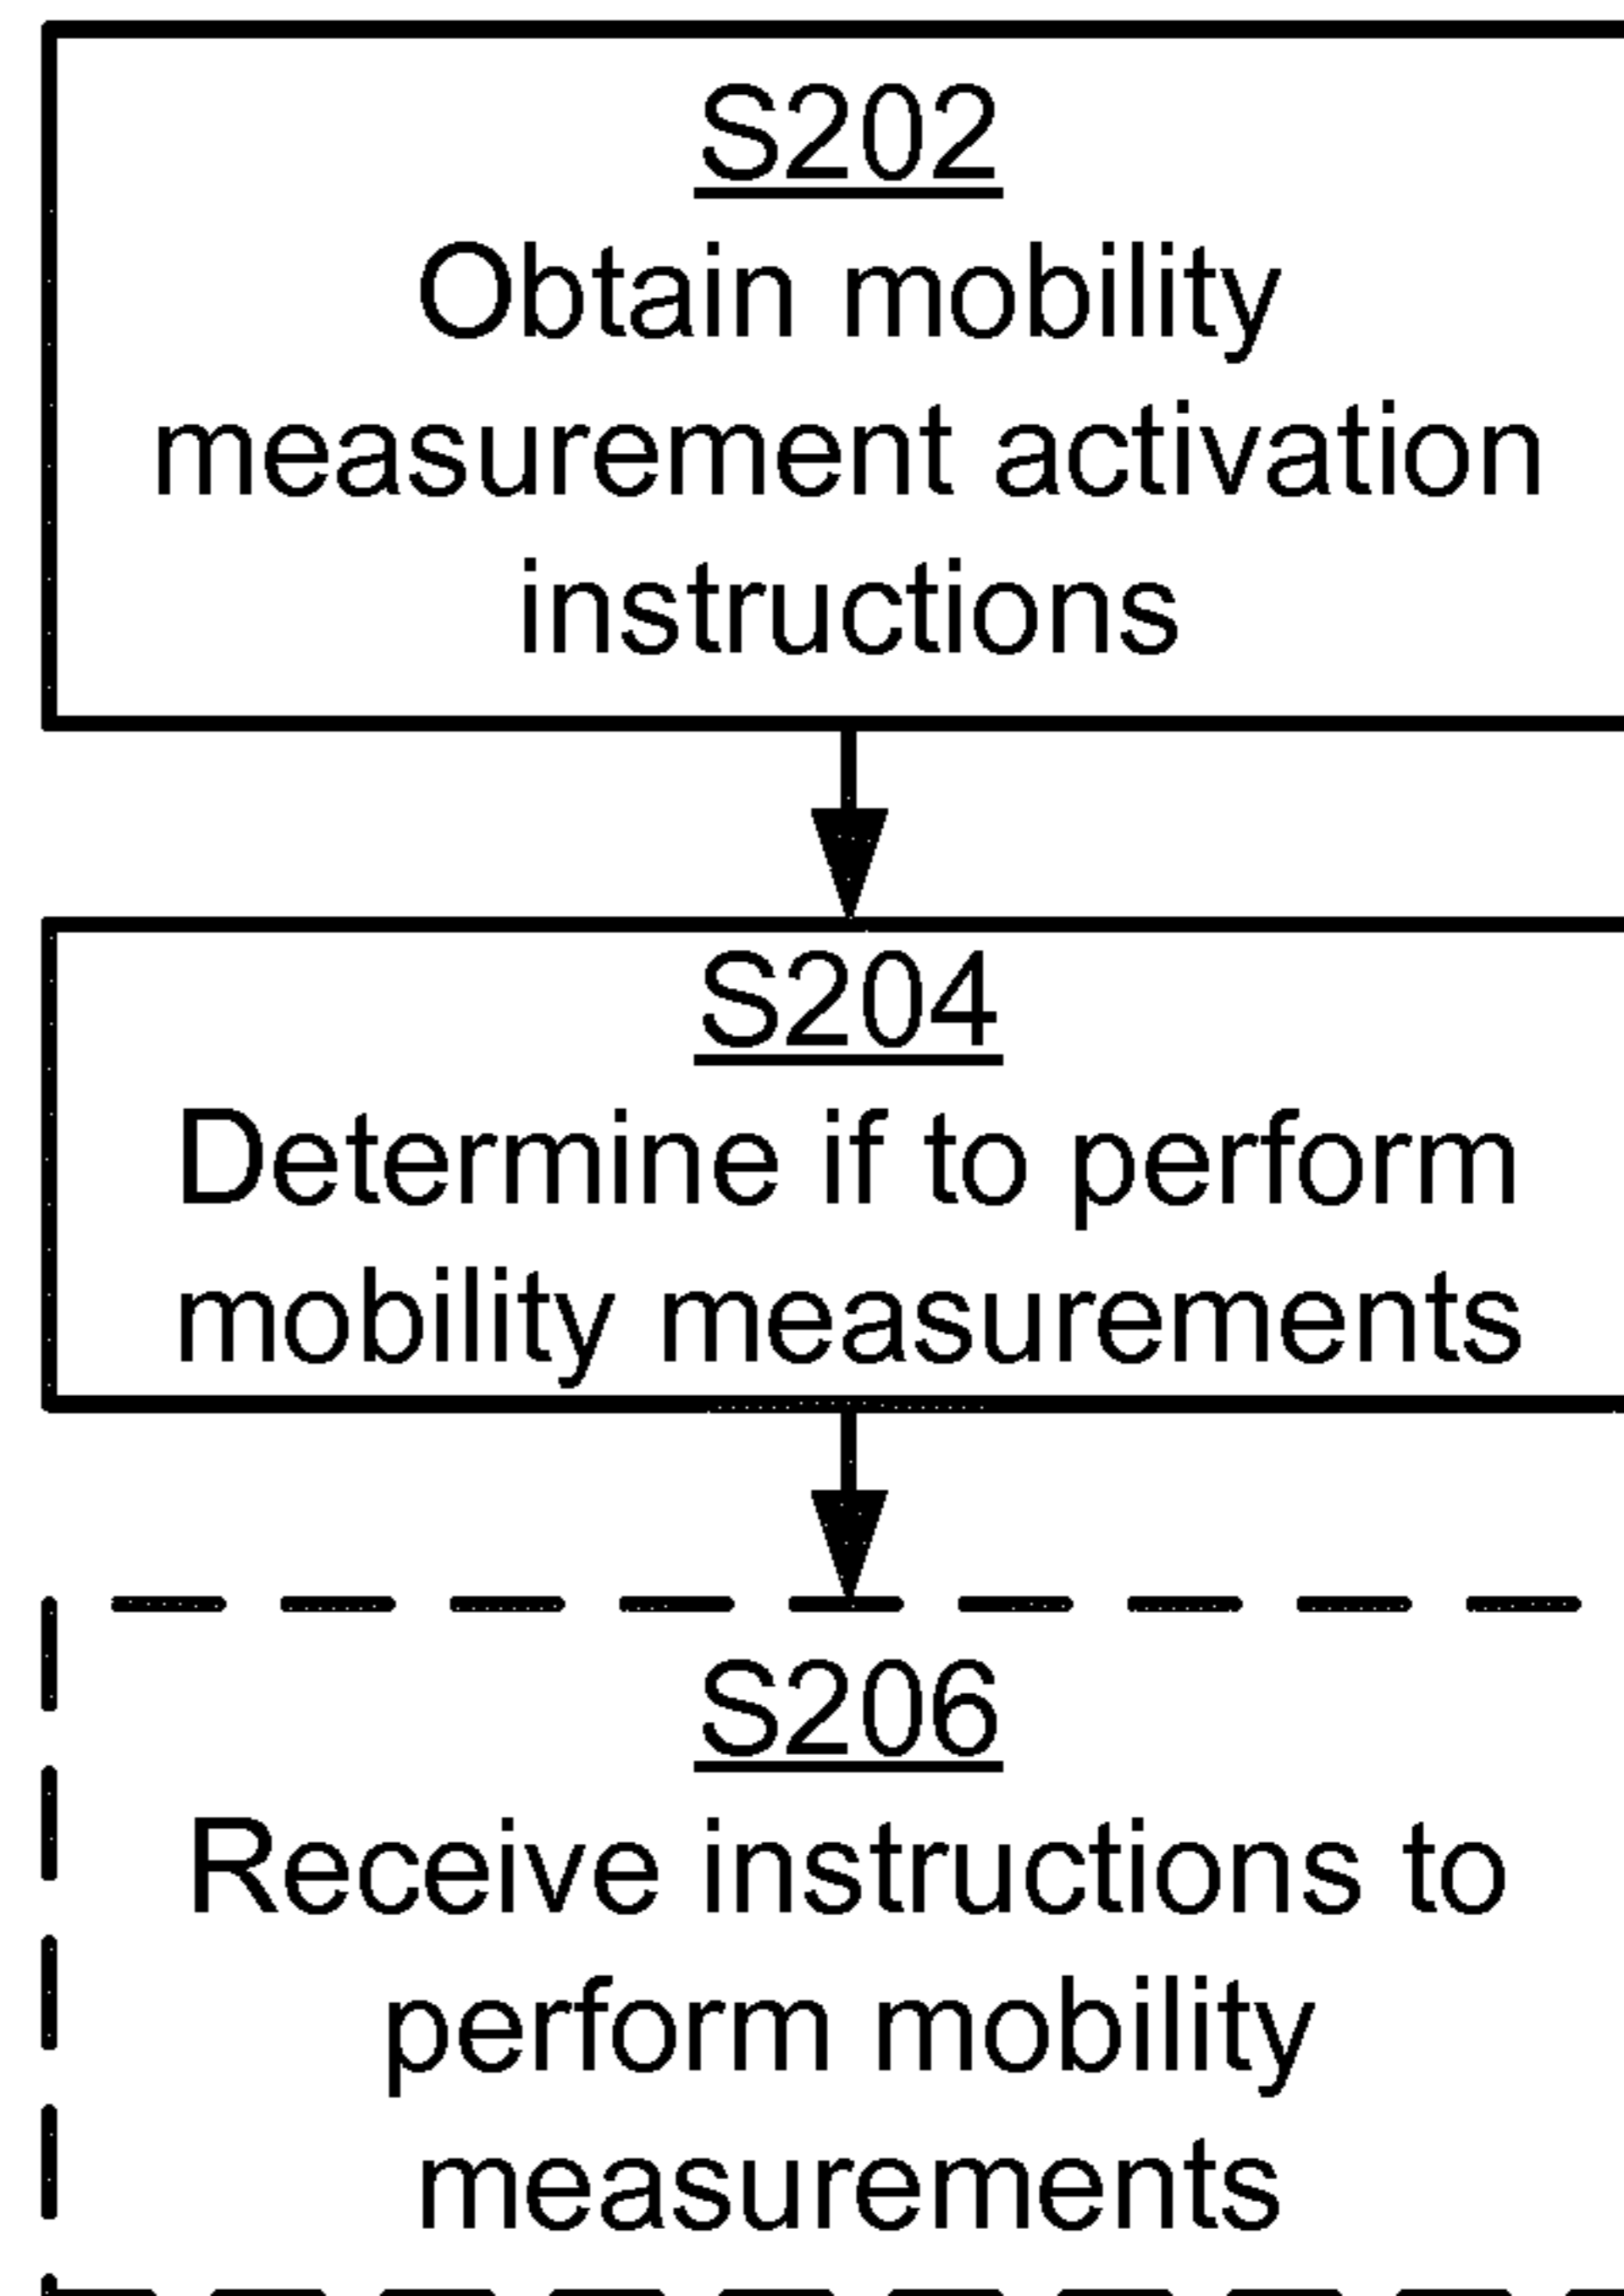 S202
Obtain mobility
measurement activation
instructions
S204
Determine if to perform
mobility measurements
S206
Receive instructions to
perform mobility
measurements